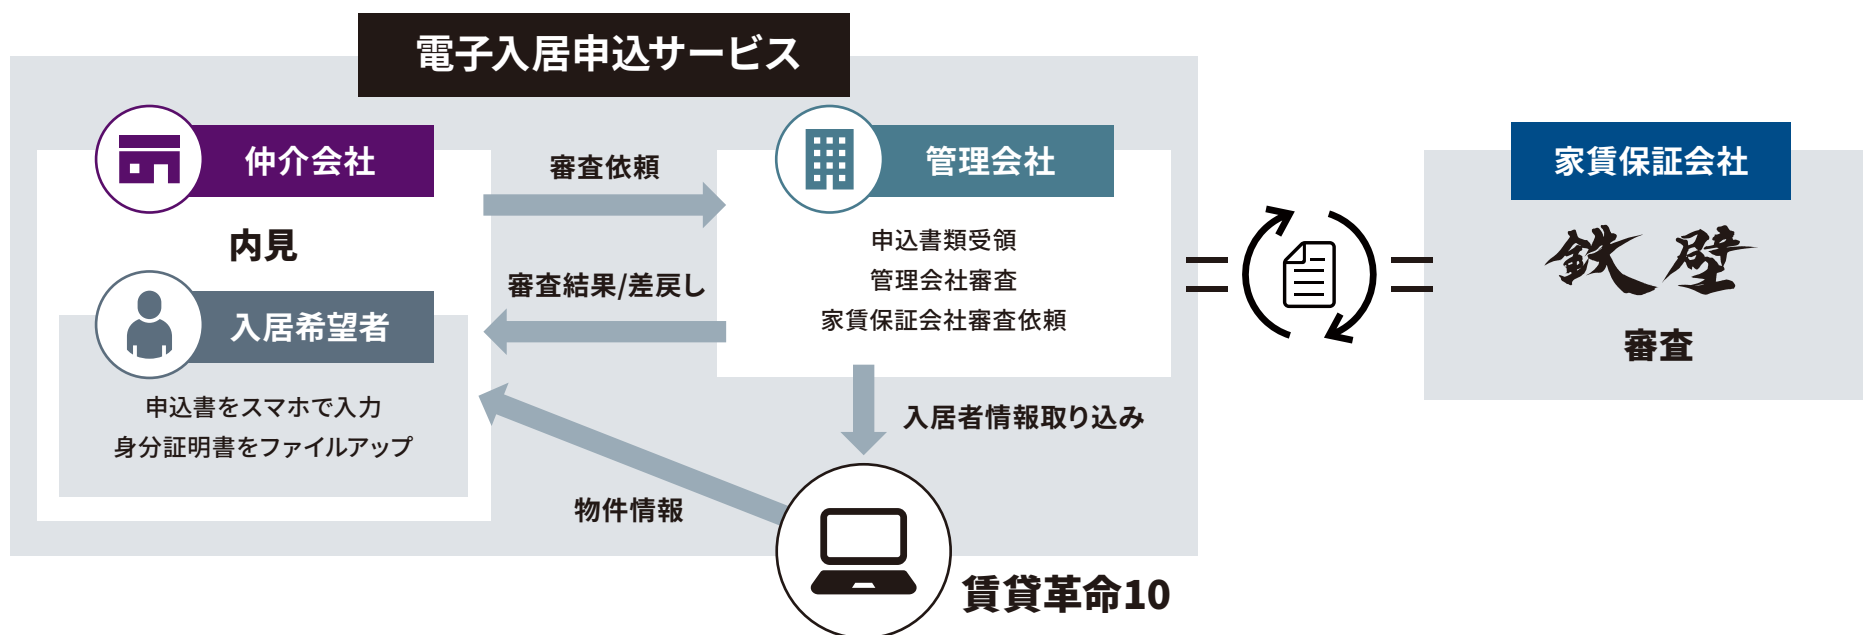 電子入居申込サービス
仲介会社
内見
入居希望者
申込書をスマホで入力
身分証明書をファイルアップ
審査依頼
審査結果/差戻し
物件情報
管理会社
申込書類受領
管理会社審査
家賃保証会社審査依頼
入居者情報取り込み
賃貸革命10
家賃保証会社
鉄壁
審査